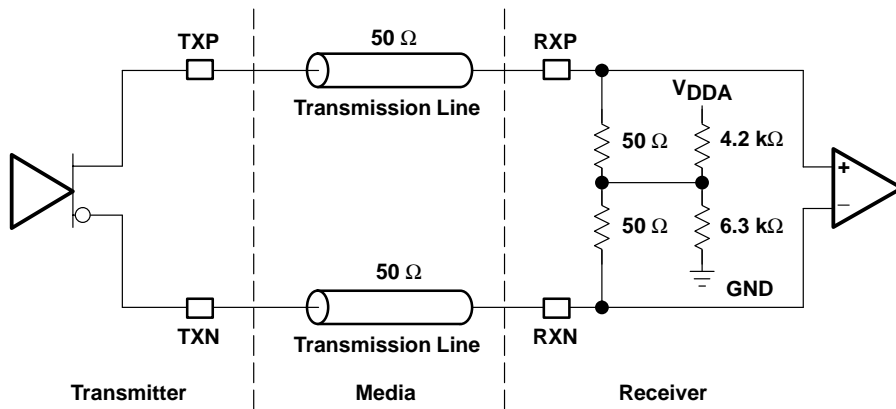 TXP
50 Ω
RXP
Transmission Line
VDDA
50 Ω
4.2 kΩ
+
−
50 Ω
6.3 kΩ
50 Ω
GND
TXN
Transmission Line
RXN
Transmitter
Media
Receiver